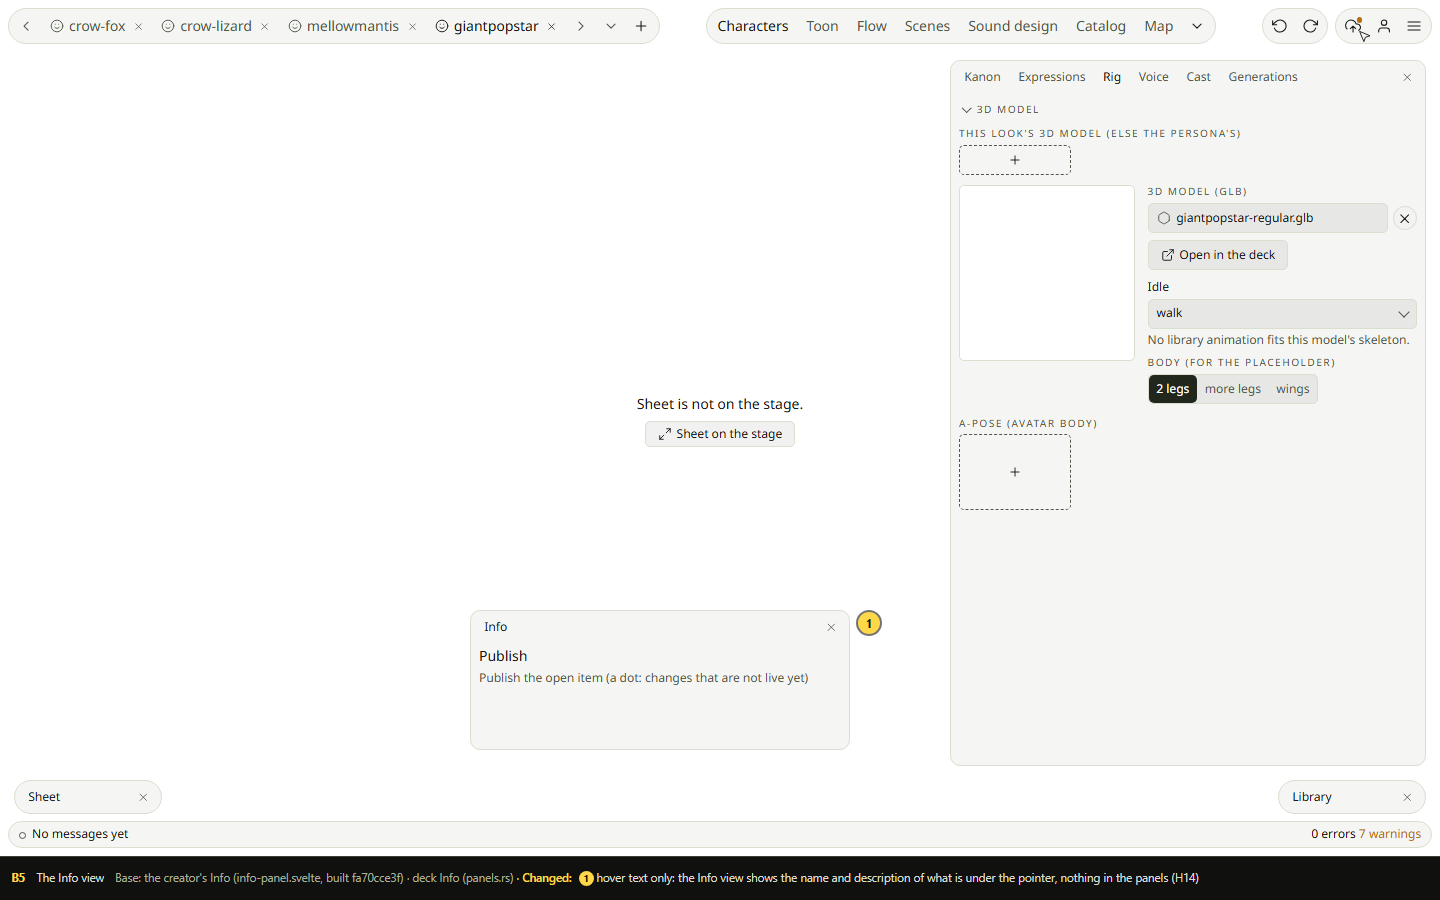 crow-fox crow-lizard mellowmantis giantpopstar
Characters Toon Flow Scenes Sound design Catalog Map
Kanon Expressions Rig Voice Cast Generations
3D MODEL
THIS LOOK'S 3D MODEL (ELSE THE PERSONA'S)
3D MODEL (GLB)
giantpopstar-regular.glb
Open in the deck
Idle
walk
No library animation fits this model's skeleton.
BODY (FOR THE PLACEHOLDER)
2 legs more legs wings
A-POSE (AVATAR BODY)
Sheet is not on the stage.
Sheet on the stage
Info
1
Publish
Publish the open item (a dot: changes that are not live yet)
Sheet
Library
No messages yet
0 errors 7 warnings
B5 The Info view Base: the creator's Info (info-panel.svelte, built fa70cce3f) · deck Info (panels.rs) · Changed: 1 hover text only: the Info view shows the name and description of what is under the pointer, nothing in the panels (H14)